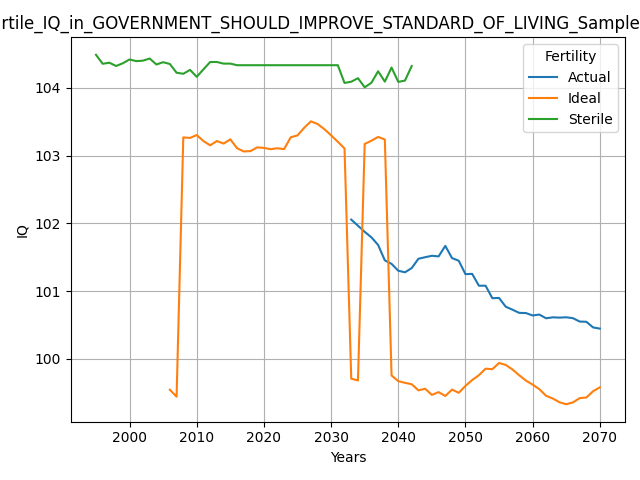 rtile_IQ_in_GOVERNMENT_SHOULD_IMPROVE_STANDARD_OF_LIVING_Sample
Fertility
Actual
Ideal
Sterile
104
103
102
101
100
IQ
2000 2010 2020 2030 2040 2050 2060 2070
Years